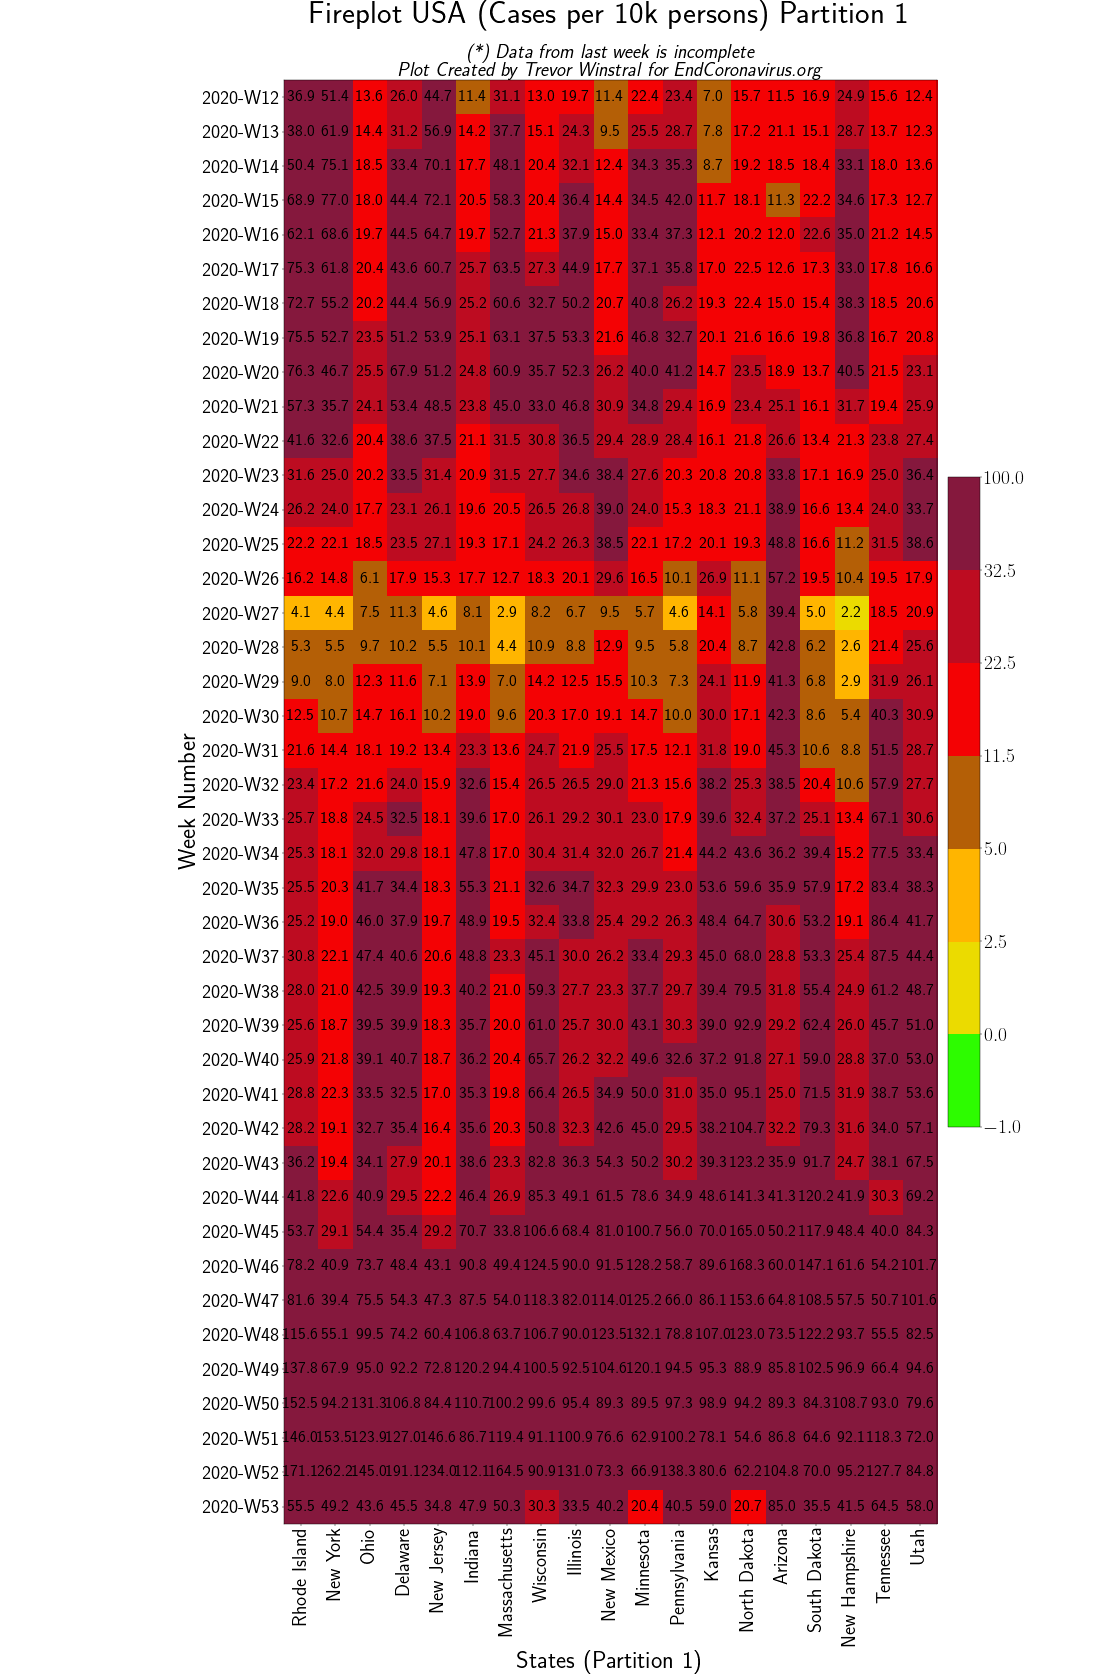 Fireplot USA (Cases per 10k persons) Partition 1
(*) Data from last week is incomplete
Plot Created by Trevor Winstral for EndCoronavirus.org
2020-W12 36.9 51.4 13.6 26.0 44.7 11.4 31.1 13.0 19.7 11.4 22.4 23.4 7.0 15.7 11.5 16.9 24.9 15.6 12.4
2020-W13 38.0 61.9 14.4 31.2 56.9 14.2 37.7 15.1 24.3 9.5 25.5 28.7 7.8 17.2 21.1 15.1 28.7 13.7 12.3
2020-W14 50.4 75.1 18.5 33.4 70.1 17.7 48.1 20.4 32.1 12.4 34.3 35.3 8.7 19.2 18.5 18.4 33.1 18.0 13.6
2020-W15 68.9 77.0 18.0 44.4 72.1 20.5 58.3 20.4 36.4 14.4 34.5 42.0 11.7 18.1 11.3 22.2 34.6 17.3 12.7
2020-W16 62.1 68.6 19.7 44.5 64.7 19.7 52.7 21.3 37.9 15.0 33.4 37.3 12.1 20.2 12.0 22.6 35.0 21.2 14.5
2020-W17 75.3 61.8 20.4 43.6 60.7 25.7 63.5 27.3 44.9 17.7 37.1 35.8 17.0 22.5 12.6 17.3 33.0 17.8 16.6
2020-W18 72.7 55.2 20.2 44.4 56.9 25.2 60.6 32.7 50.2 20.7 40.8 26.2 19.3 22.4 15.0 15.4 38.3 18.5 20.6
2020-W19 75.5 52.7 23.5 51.2 53.9 25.1 63.1 37.5 53.3 21.6 46.8 32.7 20.1 21.6 16.6 19.8 36.8 16.7 20.8
2020-W20 76.3 46.7 25.5 67.9 51.2 24.8 60.9 35.7 52.3 26.2 40.0 41.2 14.7 23.5 18.9 13.7 40.5 21.5 23.1
2020-W21 57.3 35.7 24.1 53.4 48.5 23.8 45.0 33.0 46.8 30.9 34.8 29.4 16.9 23.4 25.1 16.1 31.7 19.4 25.9
2020-W22 41.6 32.6 20.4 38.6 37.5 21.1 31.5 30.8 36.5 29.4 28.9 28.4 16.1 21.8 26.6 13.4 21.3 23.8 27.4
2020-W23 31.6 25.0 20.2 33.5 31.4 20.9 31.5 27.7 34.6 38.4 27.6 20.3 20.8 20.8 33.8 17.1 16.9 25.0 36.4
2020-W24 26.2 24.0 17.7 23.1 26.1 19.6 20.5 26.5 26.8 39.0 24.0 15.3 18.3 21.1 38.9 16.6 13.4 24.0 33.7
2020-W25 22.2 22.1 18.5 23.5 27.1 19.3 17.1 24.2 26.3 38.5 22.1 17.2 20.1 19.3 48.8 16.6 11.2 31.5 38.6
2020-W26 16.2 14.8 6.1 17.9 15.3 17.7 12.7 18.3 20.1 29.6 16.5 10.1 26.9 11.1 57.2 19.5 10.4 19.5 17.9
2020-W27 4.1 4.4 7.5 11.3 4.6 8.1 2.9 8.2 6.7 9.5 5.7 4.6 14.1 5.8 39.4 5.0 2.2 18.5 20.9
2020-W28 5.3 5.5 9.7 10.2 5.5 10.1 4.4 10.9 8.8 12.9 9.5 5.8 20.4 8.7 42.8 6.2 2.6 21.4 25.6
2020-W29 9.0 8.0 12.3 11.6 7.1 13.9 7.0 14.2 12.5 15.5 10.3 7.3 24.1 11.9 41.3 6.8 2.9 31.9 26.1
2020-W30 12.5 10.7 14.7 16.1 10.2 19.0 9.6 20.3 17.0 19.1 14.7 10.0 30.0 17.1 42.3 8.6 5.4 40.3 30.9
2020-W31 21.6 14.4 18.1 19.2 13.4 23.3 13.6 24.7 21.9 25.5 17.5 12.1 31.8 19.0 45.3 10.6 8.8 51.5 28.7
2020-W32 23.4 17.2 21.6 24.0 15.9 32.6 15.4 26.5 26.5 29.0 21.3 15.6 38.2 25.3 38.5 20.4 10.6 57.9 27.7
2020-W33 25.7 18.8 24.5 32.5 18.1 39.6 17.0 26.1 29.2 30.1 23.0 17.9 39.6 32.4 37.2 25.1 13.4 67.1 30.6
2020-W34 25.3 18.1 32.0 29.8 18.1 47.8 17.0 30.4 31.4 32.0 26.7 21.4 44.2 43.6 36.2 39.4 15.2 77.5 33.4
2020-W35 25.5 20.3 41.7 34.4 18.3 55.3 21.1 32.6 34.7 32.3 29.9 23.0 53.6 59.6 35.9 57.9 17.2 83.4 38.3
2020-W36 25.2 19.0 46.0 37.9 19.7 48.9 19.5 32.4 33.8 25.4 29.2 26.3 48.4 64.7 30.6 53.2 19.1 86.4 41.7
2020-W37 30.8 22.1 47.4 40.6 20.6 48.8 23.3 45.1 30.0 26.2 33.4 29.3 45.0 68.0 28.8 53.3 25.4 87.5 44.4
2020-W38 28.0 21.0 42.5 39.9 19.3 40.2 21.0 59.3 27.7 23.3 37.7 29.7 39.4 79.5 31.8 55.4 24.9 61.2 48.7
2020-W39 25.6 18.7 39.5 39.9 18.3 35.7 20.0 61.0 25.7 30.0 43.1 30.3 39.0 92.9 29.2 62.4 26.0 45.7 51.0
2020-W40 25.9 21.8 39.1 40.7 18.7 36.2 20.4 65.7 26.2 32.2 49.6 32.6 37.2 91.8 27.1 59.0 28.8 37.0 53.0
2020-W41 28.8 22.3 33.5 32.5 17.0 35.3 19.8 66.4 26.5 34.9 50.0 31.0 35.0 95.1 25.0 71.5 31.9 38.7 53.6
2020-W42 28.2 19.1 32.7 35.4 16.4 35.6 20.3 50.8 32.3 42.6 45.0 29.5 38.2 104.7 32.2 79.3 31.6 34.0 57.1
2020-W43 36.2 19.4 34.1 27.9 20.1 38.6 23.3 82.8 36.3 54.3 50.2 30.2 39.3 123.2 35.9 91.7 24.7 38.1 67.5
2020-W44 41.8 22.6 40.9 29.5 22.2 46.4 26.9 85.3 49.1 61.5 78.6 34.9 48.6 141.3 41.3 120.2 41.9 30.3 69.2
2020-W45 53.7 29.1 54.4 35.4 29.2 70.7 33.8 106.6 68.4 81.0 100.7 56.0 70.0 165.0 50.2 117.9 48.4 40.0 84.3
2020-W46 78.2 40.9 73.7 48.4 43.1 90.8 49.4 124.5 90.0 91.5 128.2 58.7 89.6 168.3 60.0 147.1 61.6 54.2 101.7
2020-W47 81.6 39.4 75.5 54.3 47.3 87.5 54.0 118.3 82.0 114.0 125.2 66.0 86.1 153.6 64.8 108.5 57.5 50.7 101.6
2020-W48 115.6 55.1 99.5 74.2 60.4 106.8 63.7 106.7 90.0 123.5 132.1 78.8 107.0 123.0 73.5 122.2 93.7 55.5 82.5
2020-W49 137.8 67.9 95.0 92.2 72.8 120.2 94.4 100.5 92.5 104.6 120.1 94.5 95.3 88.9 85.8 102.5 96.9 66.4 94.6
2020-W50 152.5 94.2 131.3 106.8 84.4 110.7 100.2 99.6 95.4 89.3 89.5 97.3 98.9 94.2 89.3 84.3 108.7 93.0 79.6
2020-W51 146.0 153.5 123.9 127.0 146.6 86.7 119.4 91.1 100.9 76.6 62.9 100.2 78.1 54.6 86.8 64.6 92.1 118.3 72.0
2020-W52 171.1 262.2 145.0 191.1 234.0 112.1 164.5 90.9 131.0 73.3 66.9 138.3 80.6 62.2 104.8 70.0 95.2 127.7 84.8
2020-W53 55.5 49.2 43.6 45.5 34.8 47.9 50.3 30.3 33.5 40.2 20.4 40.5 59.0 20.7 85.0 35.5 41.5 64.5 58.0
Week Number
Rhode Island
New York
Ohio
Delaware
New Jersey
Indiana
Massachusetts
Wisconsin
Illinois
New Mexico
Minnesota
Pennsylvania
Kansas
North Dakota
Arizona
South Dakota
New Hampshire
Tennessee
Utah
States (Partition 1)
100.0
32.5
22.5
11.5
5.0
2.5
0.0
−1.0